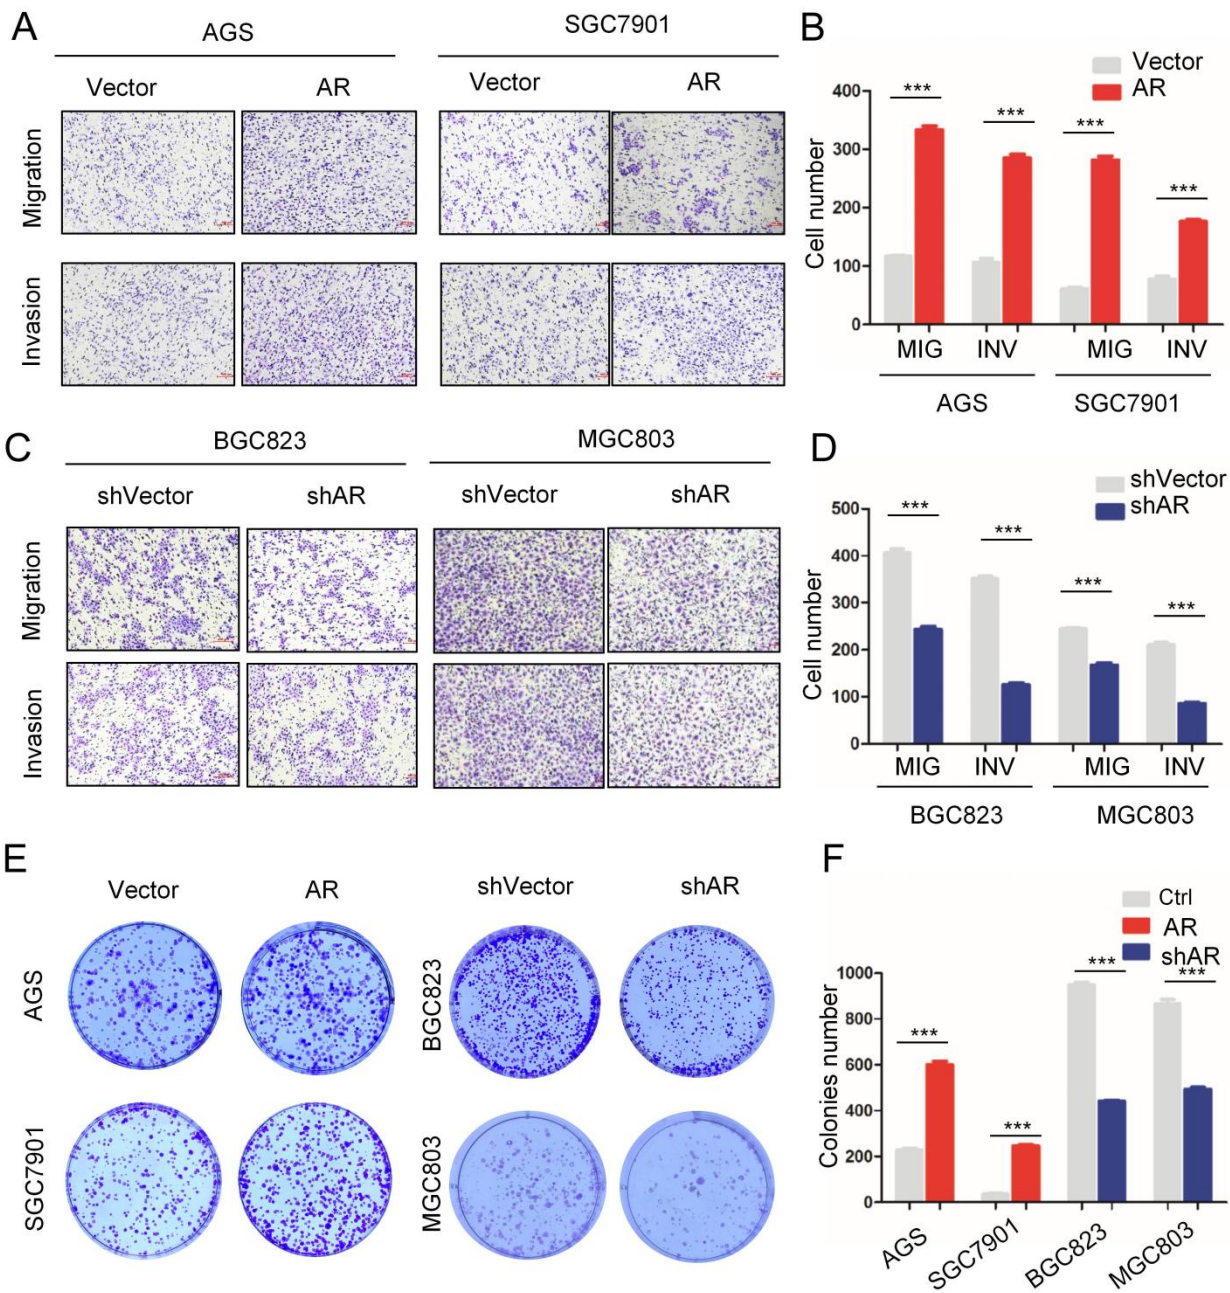 A
AGS
SGC7901
Vector
AR
Vector
AR
Migration
Invasion
B
Vector
AR
Cell number
400
300
200
100
0
***
***
***
***
MIG
INV
MIG
INV
AGS
SGC7901
C
BGC823
MGC803
shVector
shAR
shVector
shAR
Migration
Invasion
D
shVector
shAR
Cell number
500
400
300
200
100
0
***
***
***
***
MIG
INV
MIG
INV
BGC823
MGC803
E
Vector
AR
shVector
shAR
AGS
BGC823
SGC7901
MGC803
F
Ctrl
AR
shAR
Colonies number
1000
800
600
400
200
0
***
***
***
***
AGS
SGC7901
BGC823
MGC803